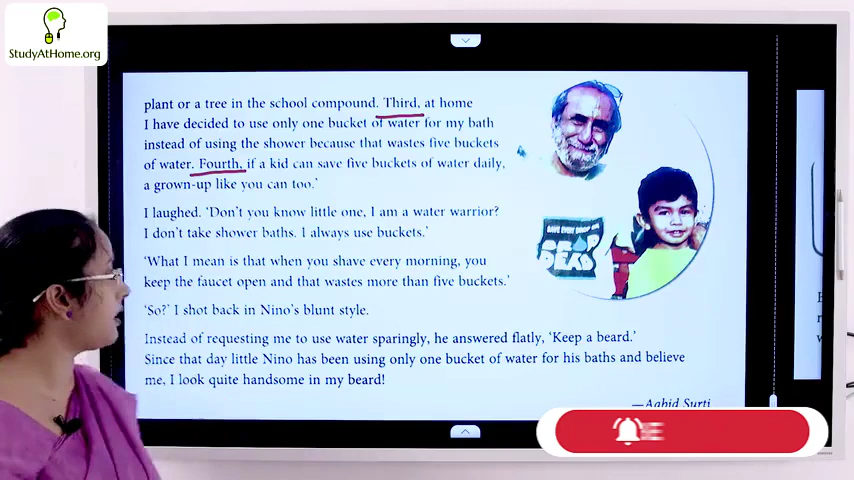 StudyAtHome.org
plant or a tree in the school compound. Third, at home
I have decided to use only one bucket of water for my bath
instead of using the shower because that wastes five buckets
of water. Fourth, if a kid can save five buckets of water daily,
a grown-up like you can too.'
I laughed. 'Don't you know little one, I am a water warrior?
I don't take shower baths. I always use buckets.'
'What I mean is that when you shave every morning, you
keep the faucet open and that wastes more than five buckets.'
'So?' I shot back in Nino's blunt style.
Instead of requesting me to use water sparingly, he answered flatly, 'Keep a beard.'
Since that day little Nino has been using only one bucket of water for his baths and believe
me, I look quite handsome in my beard!
—Aabid Surti
SAVE EVERY DROP OR
DROP
DEAD